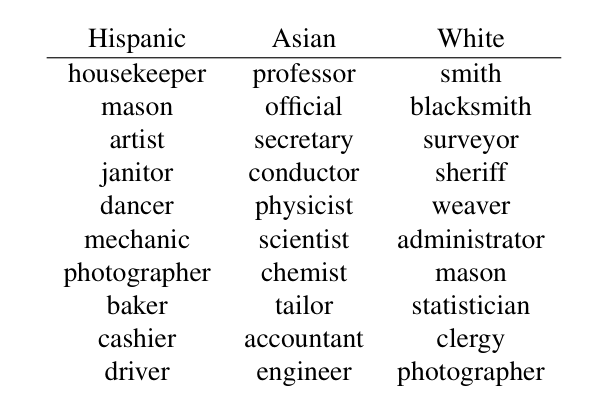 Hispanic Asian White
housekeeper professor smith
mason official blacksmith
artist secretary surveyor
janitor conductor sheriff
dancer physicist weaver
mechanic scientist administrator
photographer chemist mason
baker tailor statistician
cashier accountant clergy
driver engineer photographer